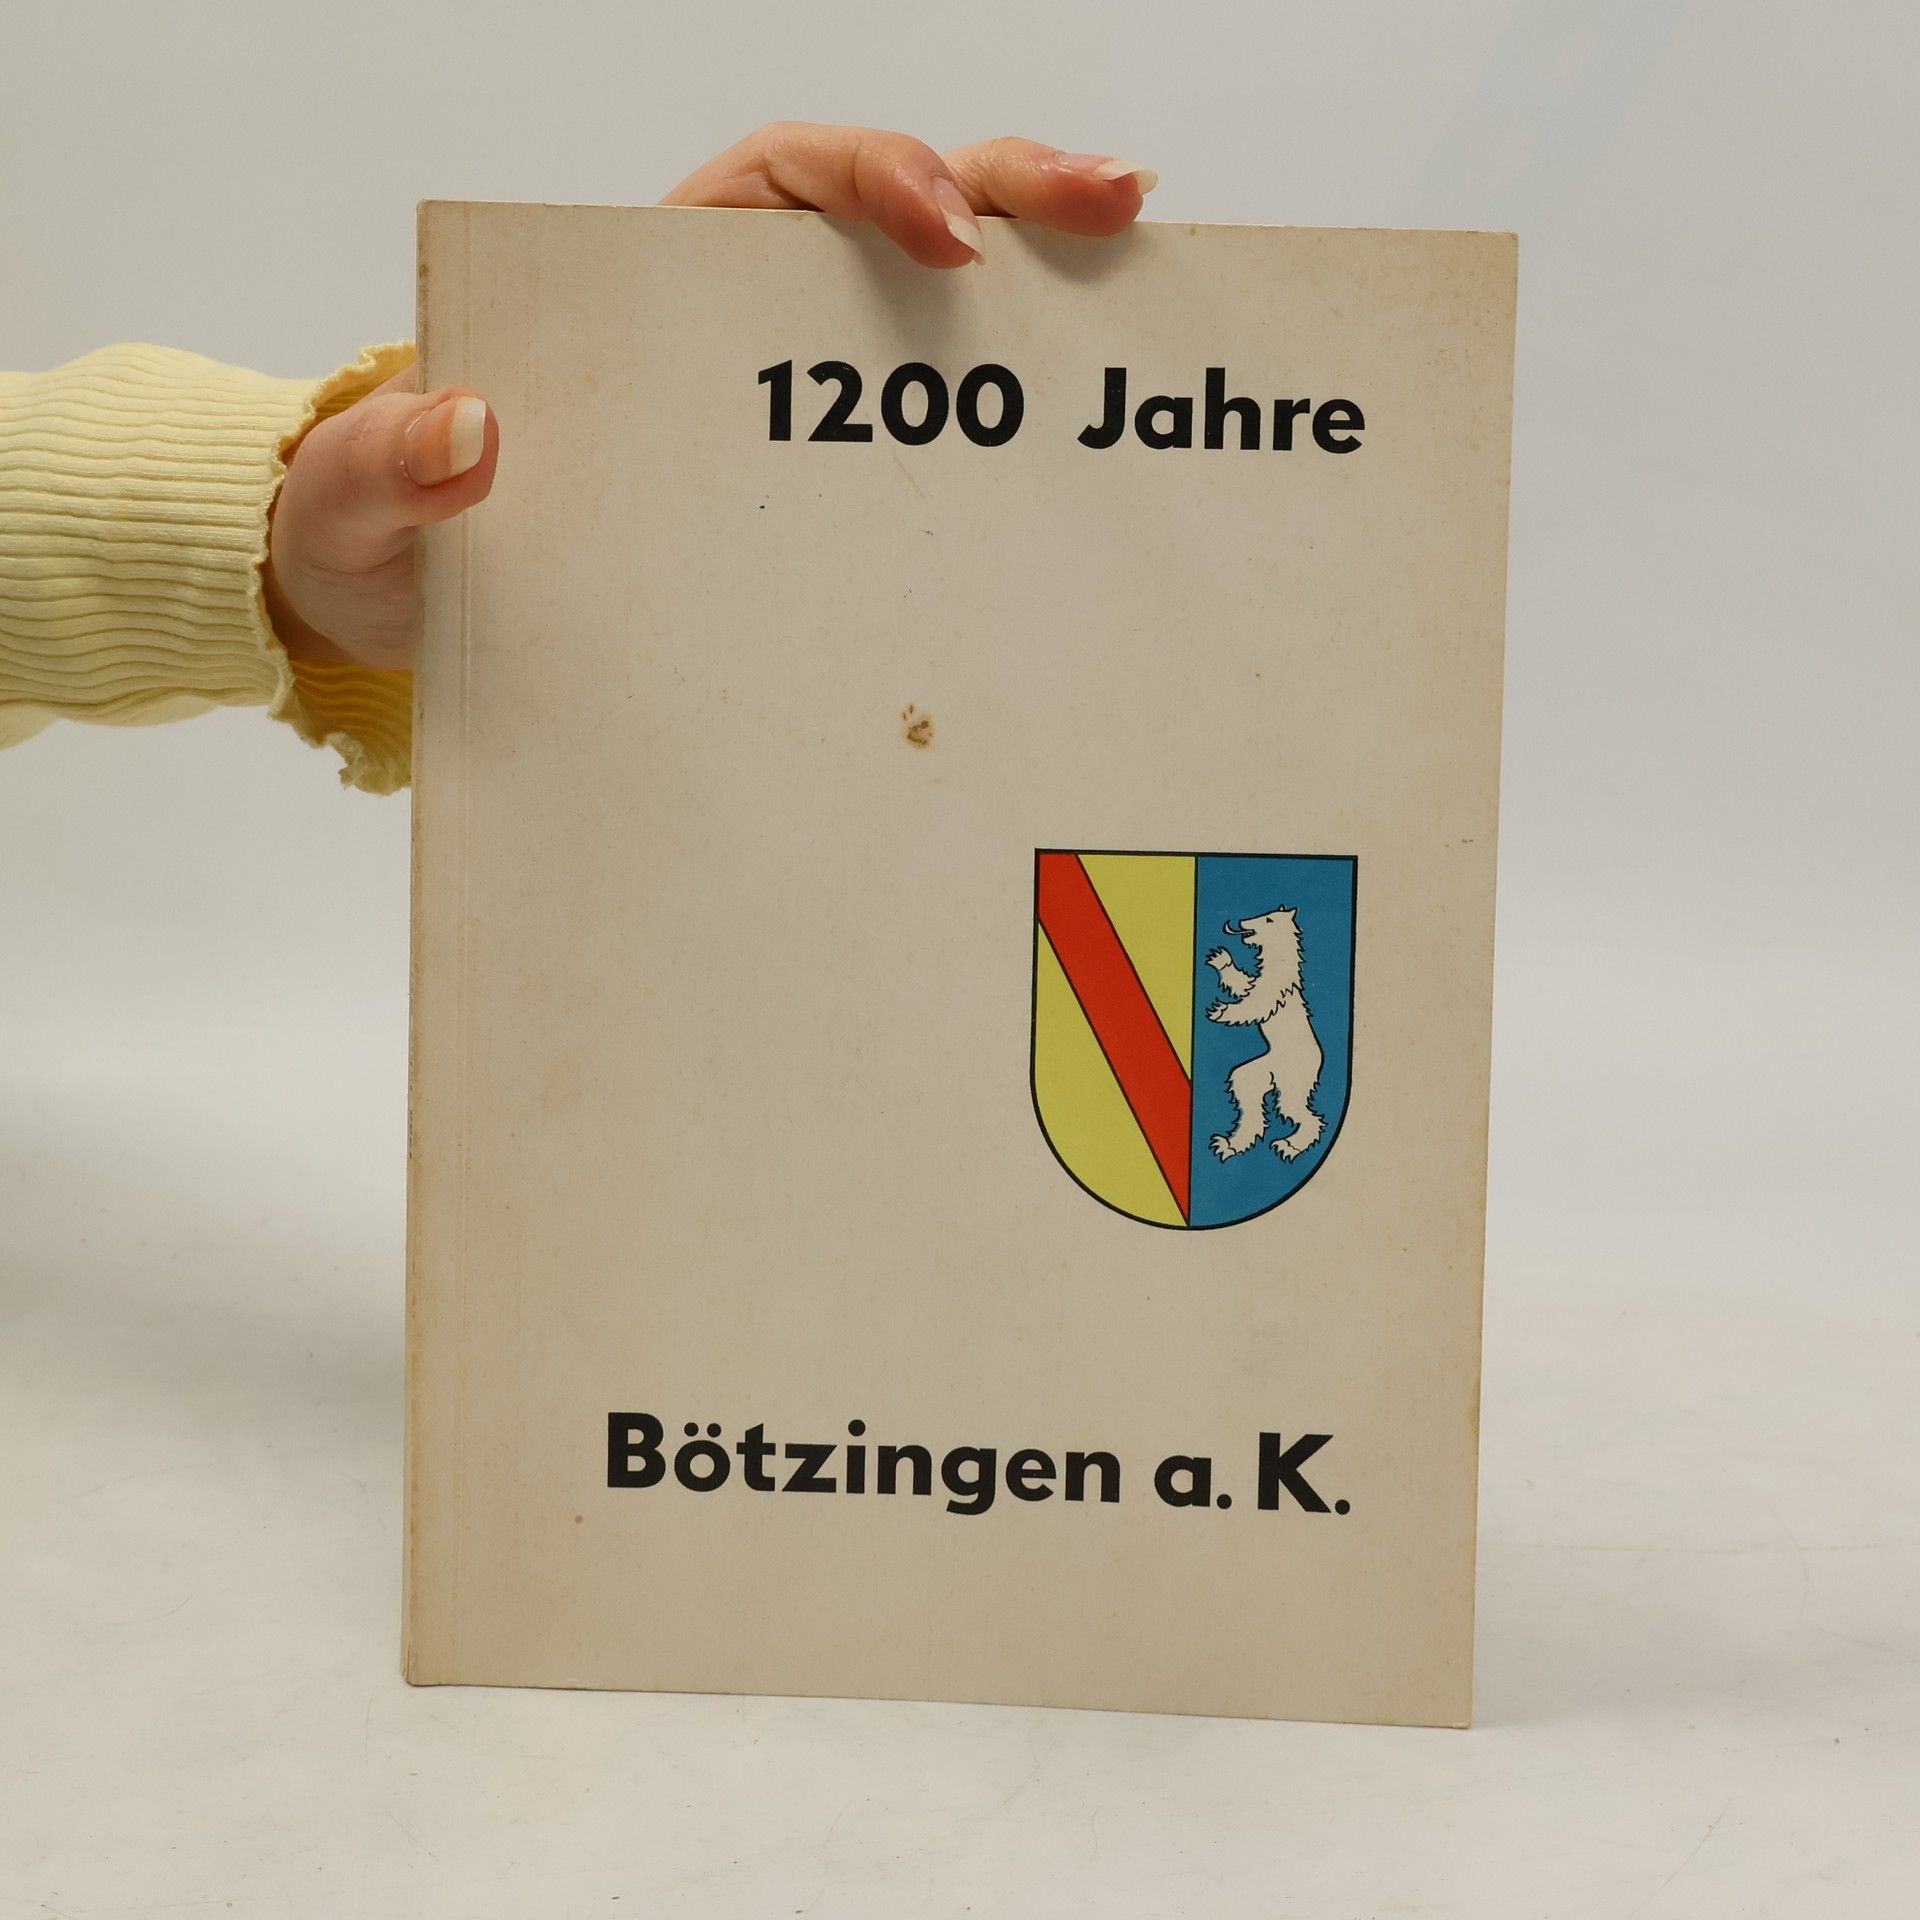 1200 Jahre
Bötzingen a. K.